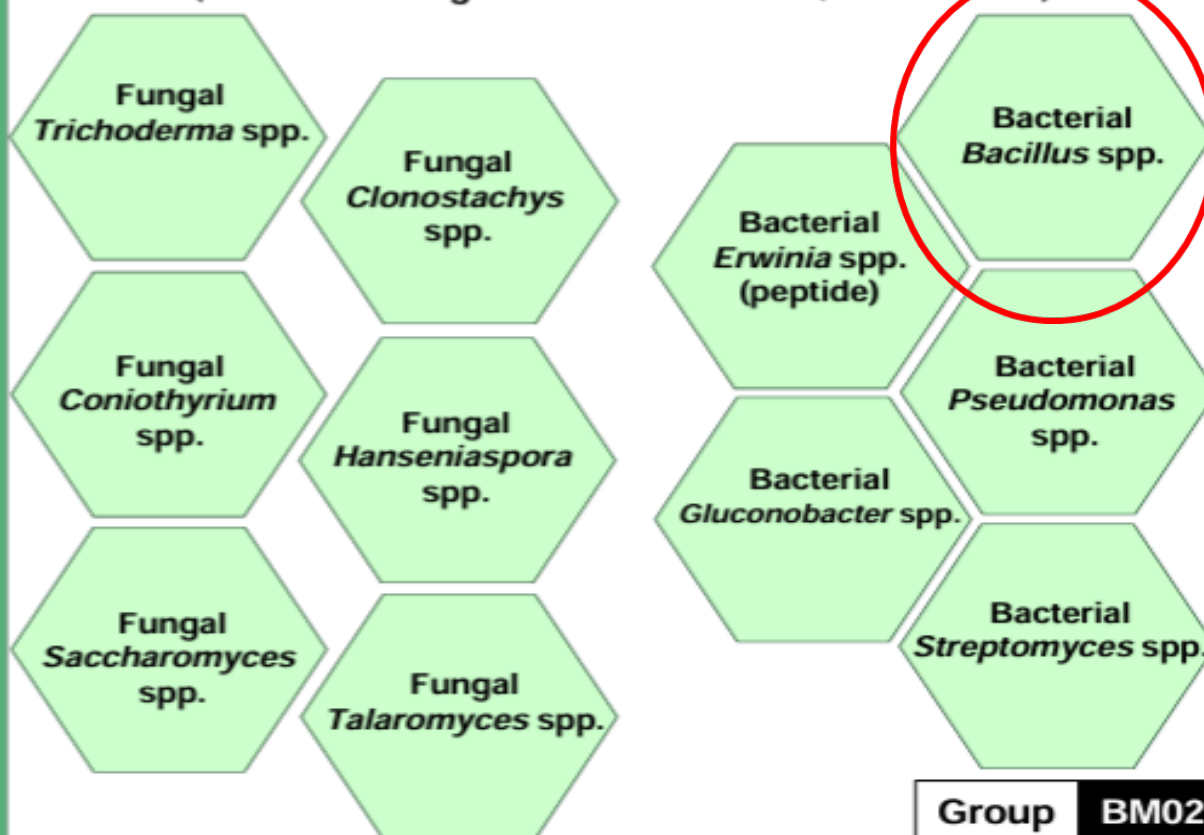 Fungal
Trichoderma spp.
Fungal
Clonostachys
spp.
Fungal
Coniothyrium
spp.
Fungal
Hanseniaspora
spp.
Fungal
Saccharomyces
spp.
Fungal
Talaromyces spp.
Bacterial
Bacillus spp.
Bacterial
Erwinia spp.
(peptide)
Bacterial
Pseudomonas
spp.
Bacterial
Gluconobacter spp.
Bacterial
Streptomyces spp.
Group BM02